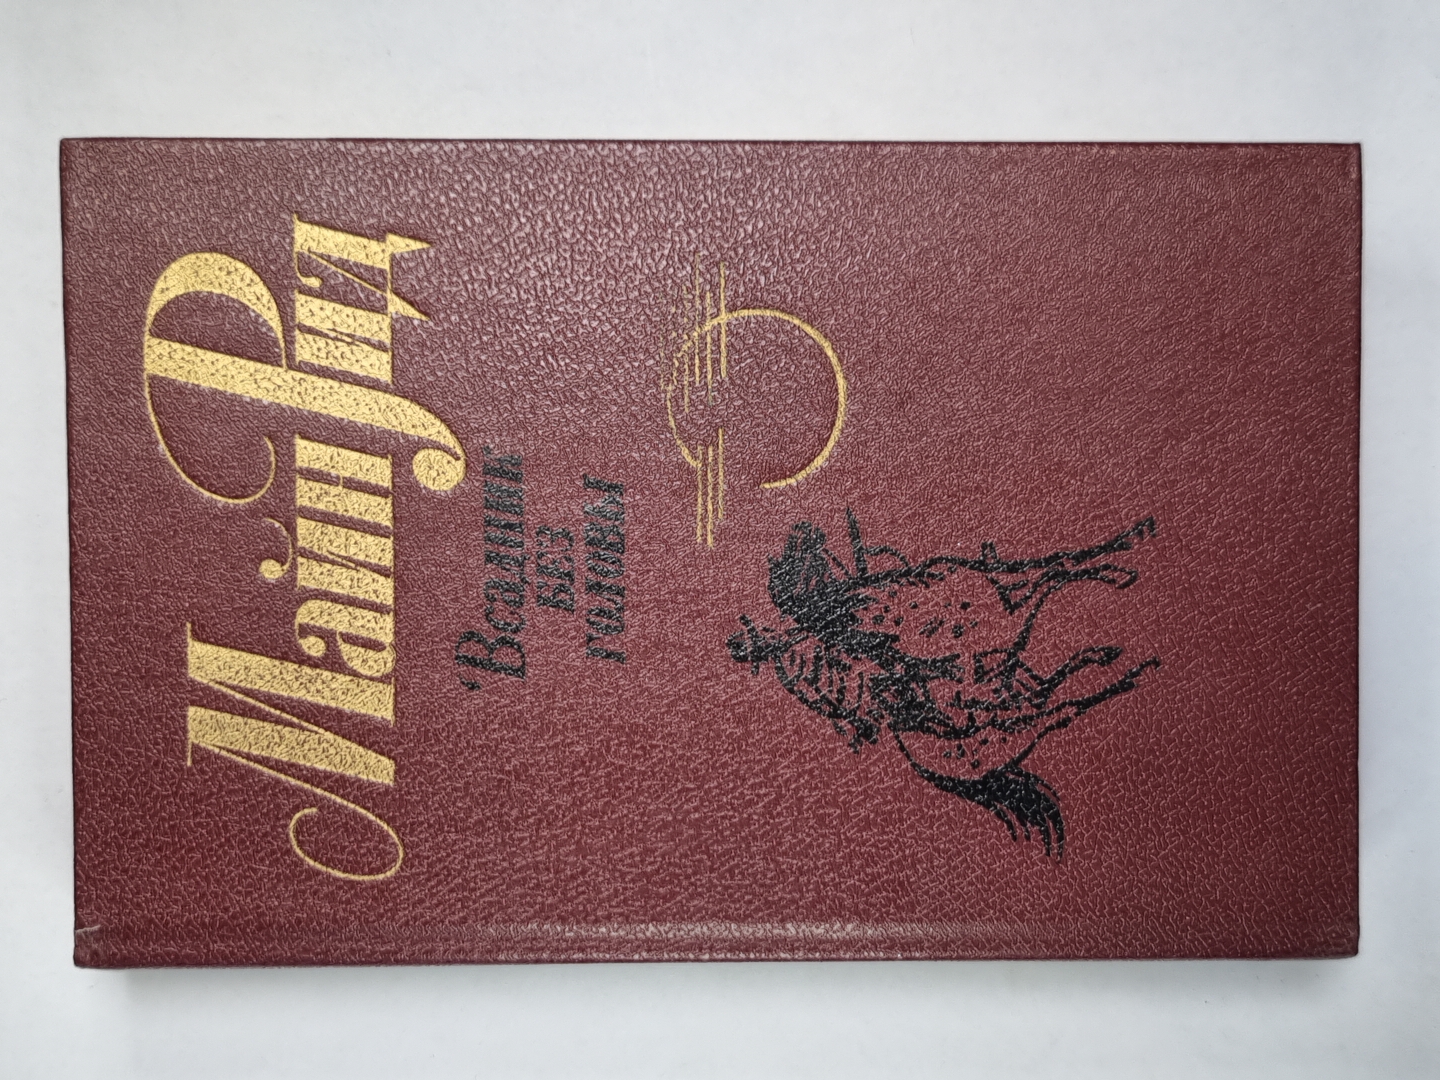 Майн Рид
Всадник
без
головы